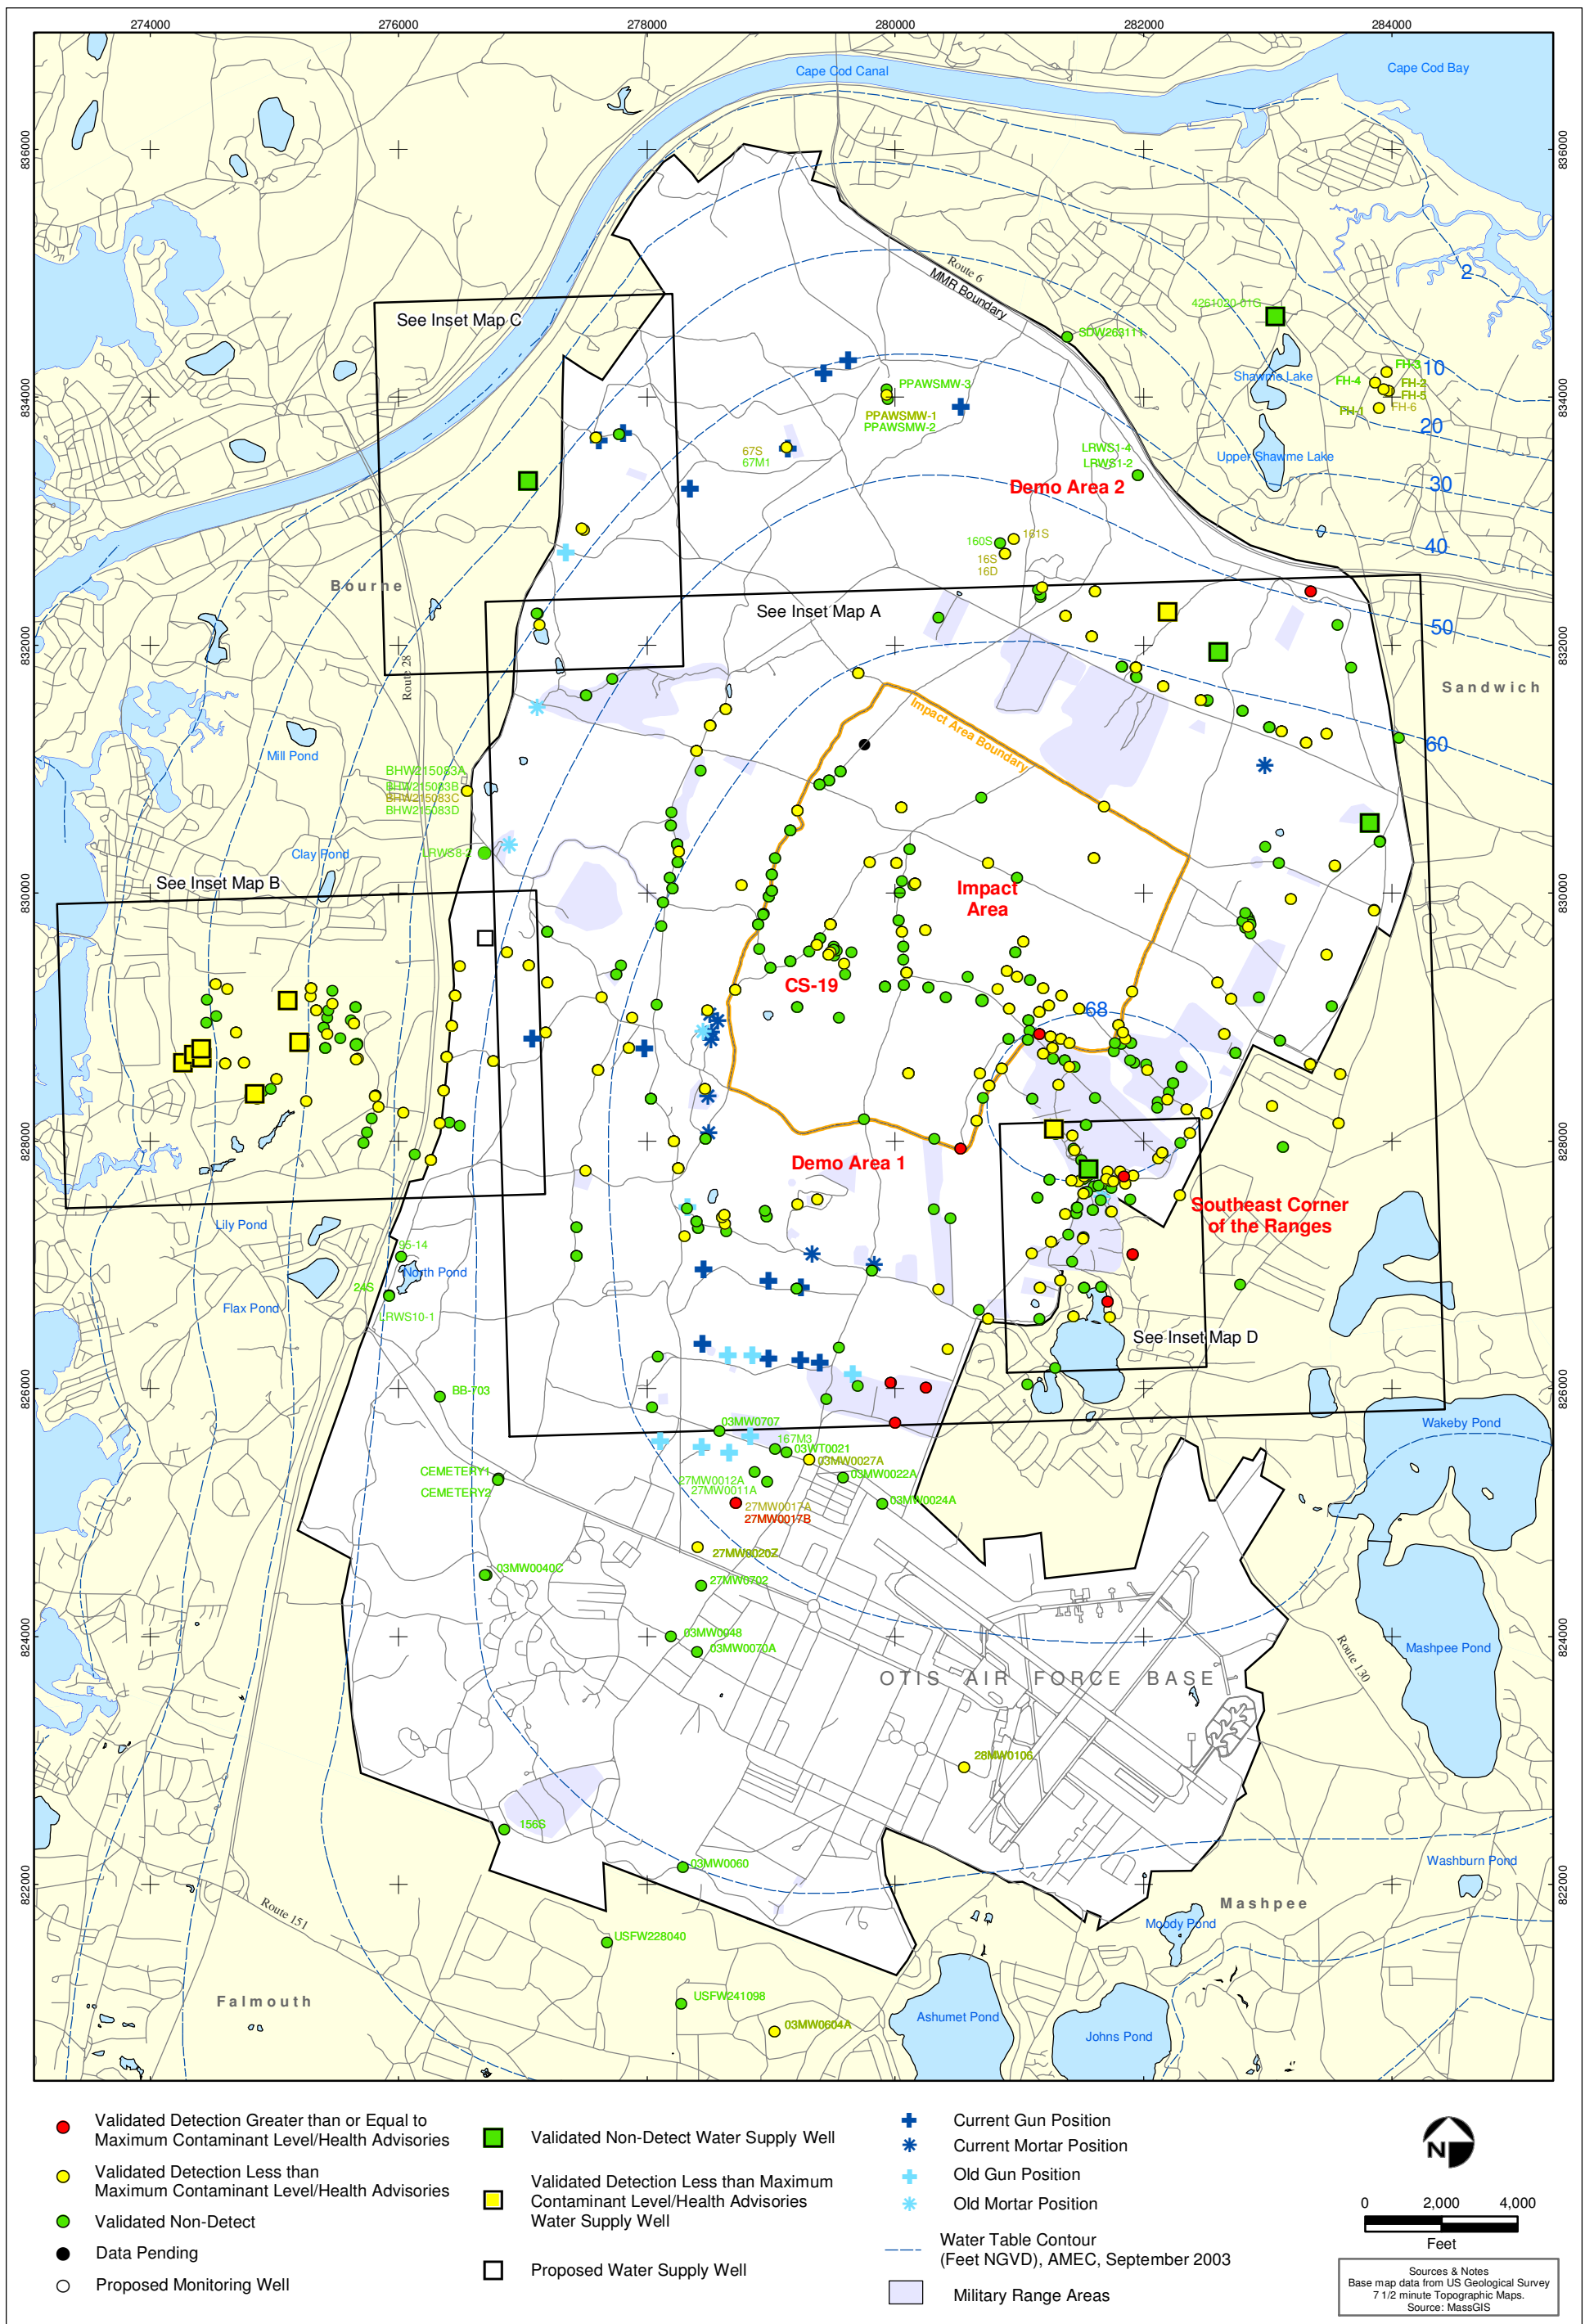 274000
276000
278000
280000
282000
284000
836000
834000
832000
830000
828000
826000
824000
822000
836000
834000
832000
830000
828000
826000
824000
822000
Cape Cod Canal
Cape Cod Bay
Route 6
MMR Boundary
2
10
20
30
40
50
60
68
4261020-01G
SDW263111
Shawme Lake
Upper Shawme Lake
FH-3
FH-4
FH-2
FH-5
FH-6
FH-1
See Inset Map C
PPAWSMW-3
PPAWSMW-1
PPAWSMW-2
67S
67M1
LRWS1-4
LRWS1-2
Demo Area 2
160S
161S
16S
16D
Bourne
Route 28
See Inset Map A
Sandwich
Impact Area Boundary
Mill Pond
BHW215083A
BHW215083B
BHW215083C
BHW215083D
LRWS8-2
Clay Pond
See Inset Map B
Impact
Area
CS-19
Demo Area 1
Southeast Corner
of the Ranges
Lily Pond
95-14
North Pond
24S
Flax Pond
LRWS10-1
See Inset Map D
BB-703
Wakeby Pond
03MW0707
167M3
03WT0021
03MW0027A
CEMETERY1
CEMETERY2
27MW0012A
27MW0011A
03MW0022A
03MW0024A
27MW0017A
27MW0017B
27MW0020Z
03MW0040C
27MW0702
03MW0048
03MW0070A
Mashpee Pond
Route 130
OTIS AIR FORCE BASE
28MW0106
156S
03MW0060
Washburn Pond
Mashpee
Moody Pond
Route 151
USFW228040
USFW241098
Falmouth
03MW0604A
Ashumet Pond
Johns Pond
Validated Detection Greater than or Equal to
Maximum Contaminant Level/Health Advisories
Validated Detection Less than
Maximum Contaminant Level/Health Advisories
Validated Non-Detect
Data Pending
Proposed Monitoring Well
Validated Non-Detect Water Supply Well
Validated Detection Less than Maximum
Contaminant Level/Health Advisories
Water Supply Well
Proposed Water Supply Well
Current Gun Position
Current Mortar Position
Old Gun Position
Old Mortar Position
Water Table Contour
(Feet NGVD), AMEC, September 2003
Military Range Areas
N
0 2,000 4,000
Feet
Sources & Notes
Base map data from US Geological Survey
7 1/2 minute Topographic Maps.
Source: MassGIS